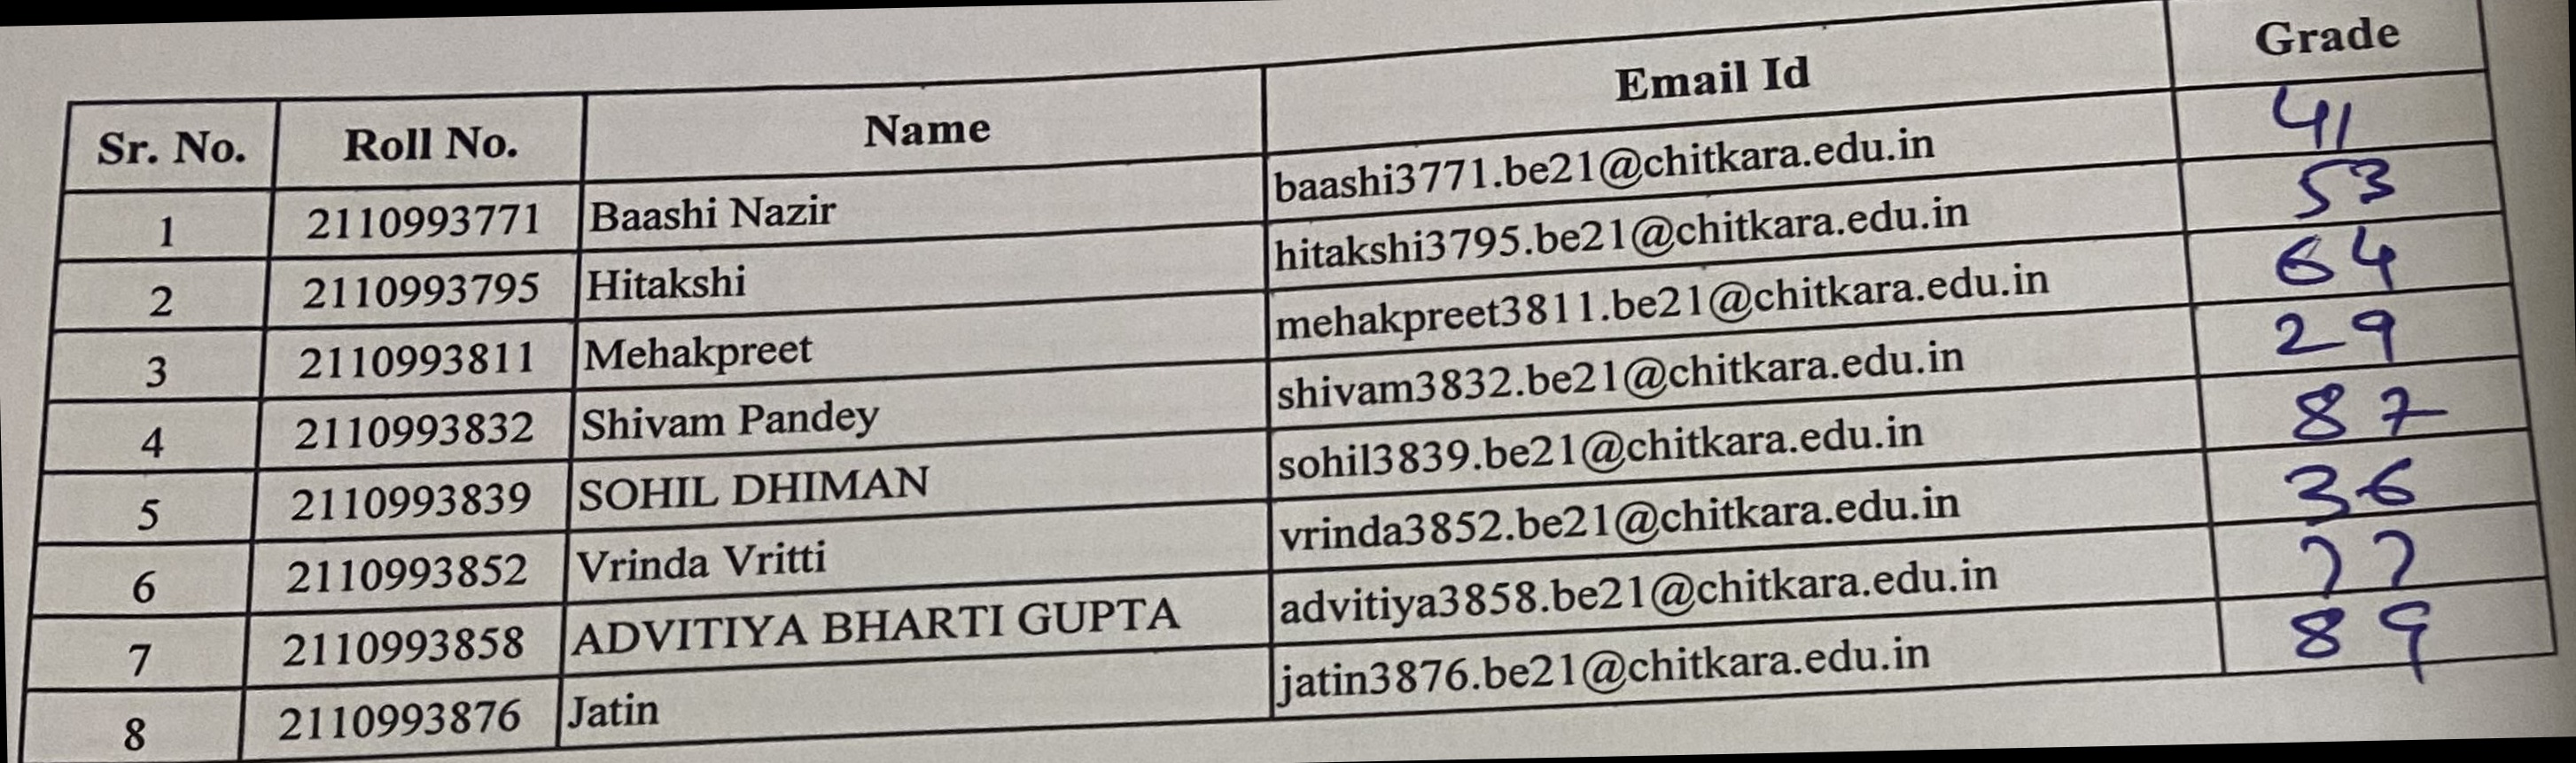 Sr. No. Roll No. Name Email Id Grade
1 2110993771 Baashi Nazir baashi3771.be21@chitkara.edu.in 41
2 2110993795 Hitakshi hitakshi3795.be21@chitkara.edu.in 53
3 2110993811 Mehakpreet mehakpreet3811.be21@chitkara.edu.in 64
4 2110993832 Shivam Pandey shivam3832.be21@chitkara.edu.in 29
5 2110993839 SOHIL DHIMAN sohil3839.be21@chitkara.edu.in 87
6 2110993852 Vrinda Vritti vrinda3852.be21@chitkara.edu.in 36
7 2110993858 ADVITIYA BHARTI GUPTA advitiya3858.be21@chitkara.edu.in 77
8 2110993876 Jatin jatin3876.be21@chitkara.edu.in 89